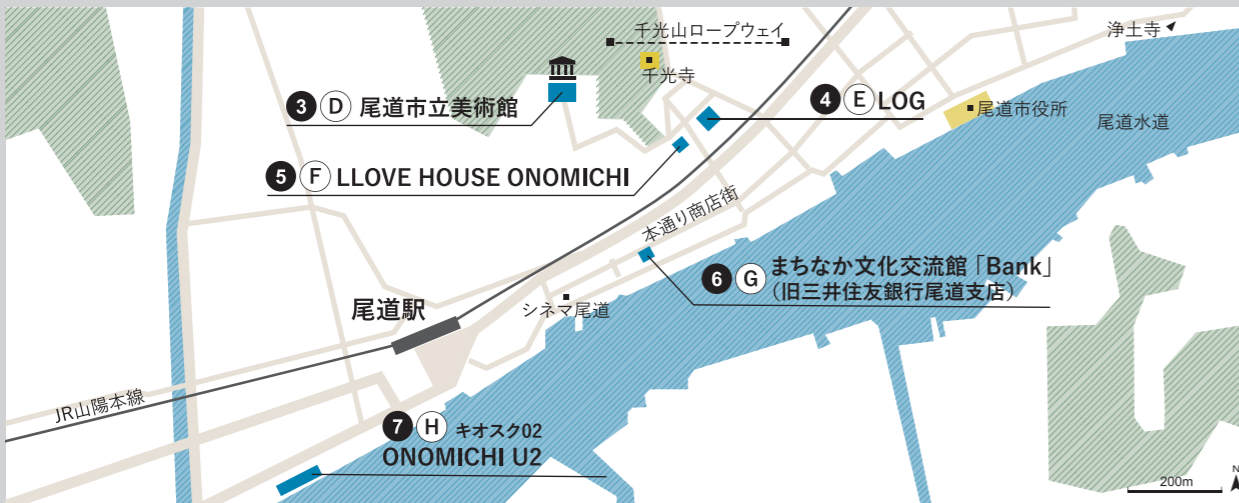 千光山ロープウェイ
浄土寺
千光寺
3 D 尾道市立美術館
4 E LOG
尾道市役所
尾道水道
5 F LLOVE HOUSE ONOMICHI
本通り商店街
6 G まちなか文化交流館「Bank」
（旧三井住友銀行尾道支店）
尾道駅
シネマ尾道
JR山陽本線
7 H キオスク02
ONOMICHI U2
N
200m